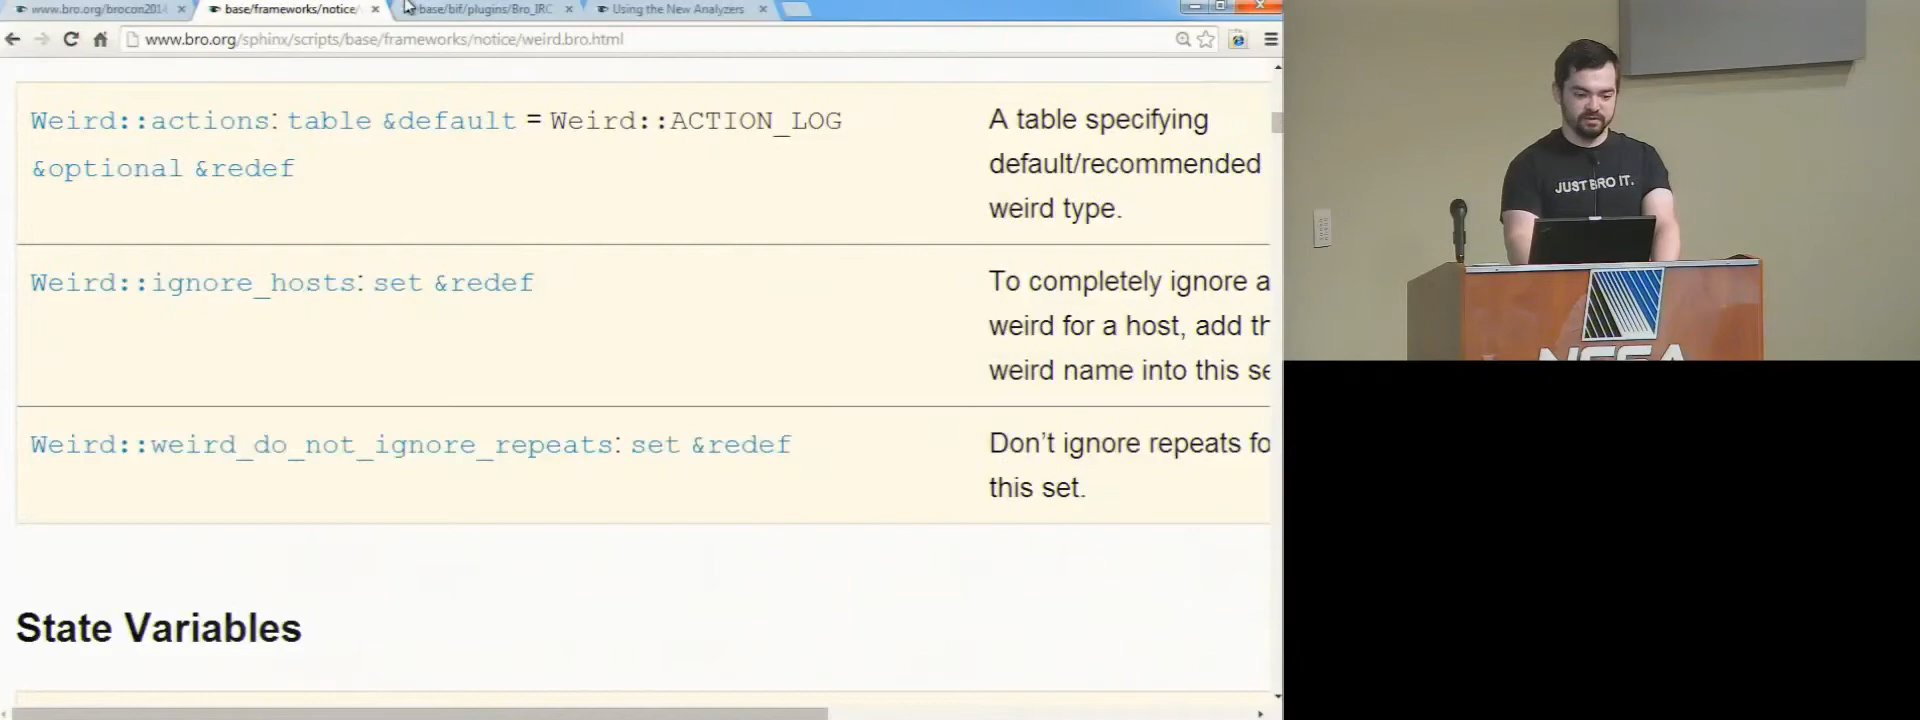 www.bro.org/brocon201
base/frameworks/notice/
base/bif/plugins/Bro_IRC
Using the New Analyzers
www.bro.org/sphinx/scripts/base/frameworks/notice/weird.bro.html
Weird::actions: table &default = Weird::ACTION_LOG
&optional &redef
A table specifying
default/recommended
weird type.
Weird::ignore_hosts: set &redef
To completely ignore a
weird for a host, add th
weird name into this se
Weird::weird_do_not_ignore_repeats: set &redef
Don't ignore repeats fo
this set.
State Variables
JUST BRO IT.
NCSA